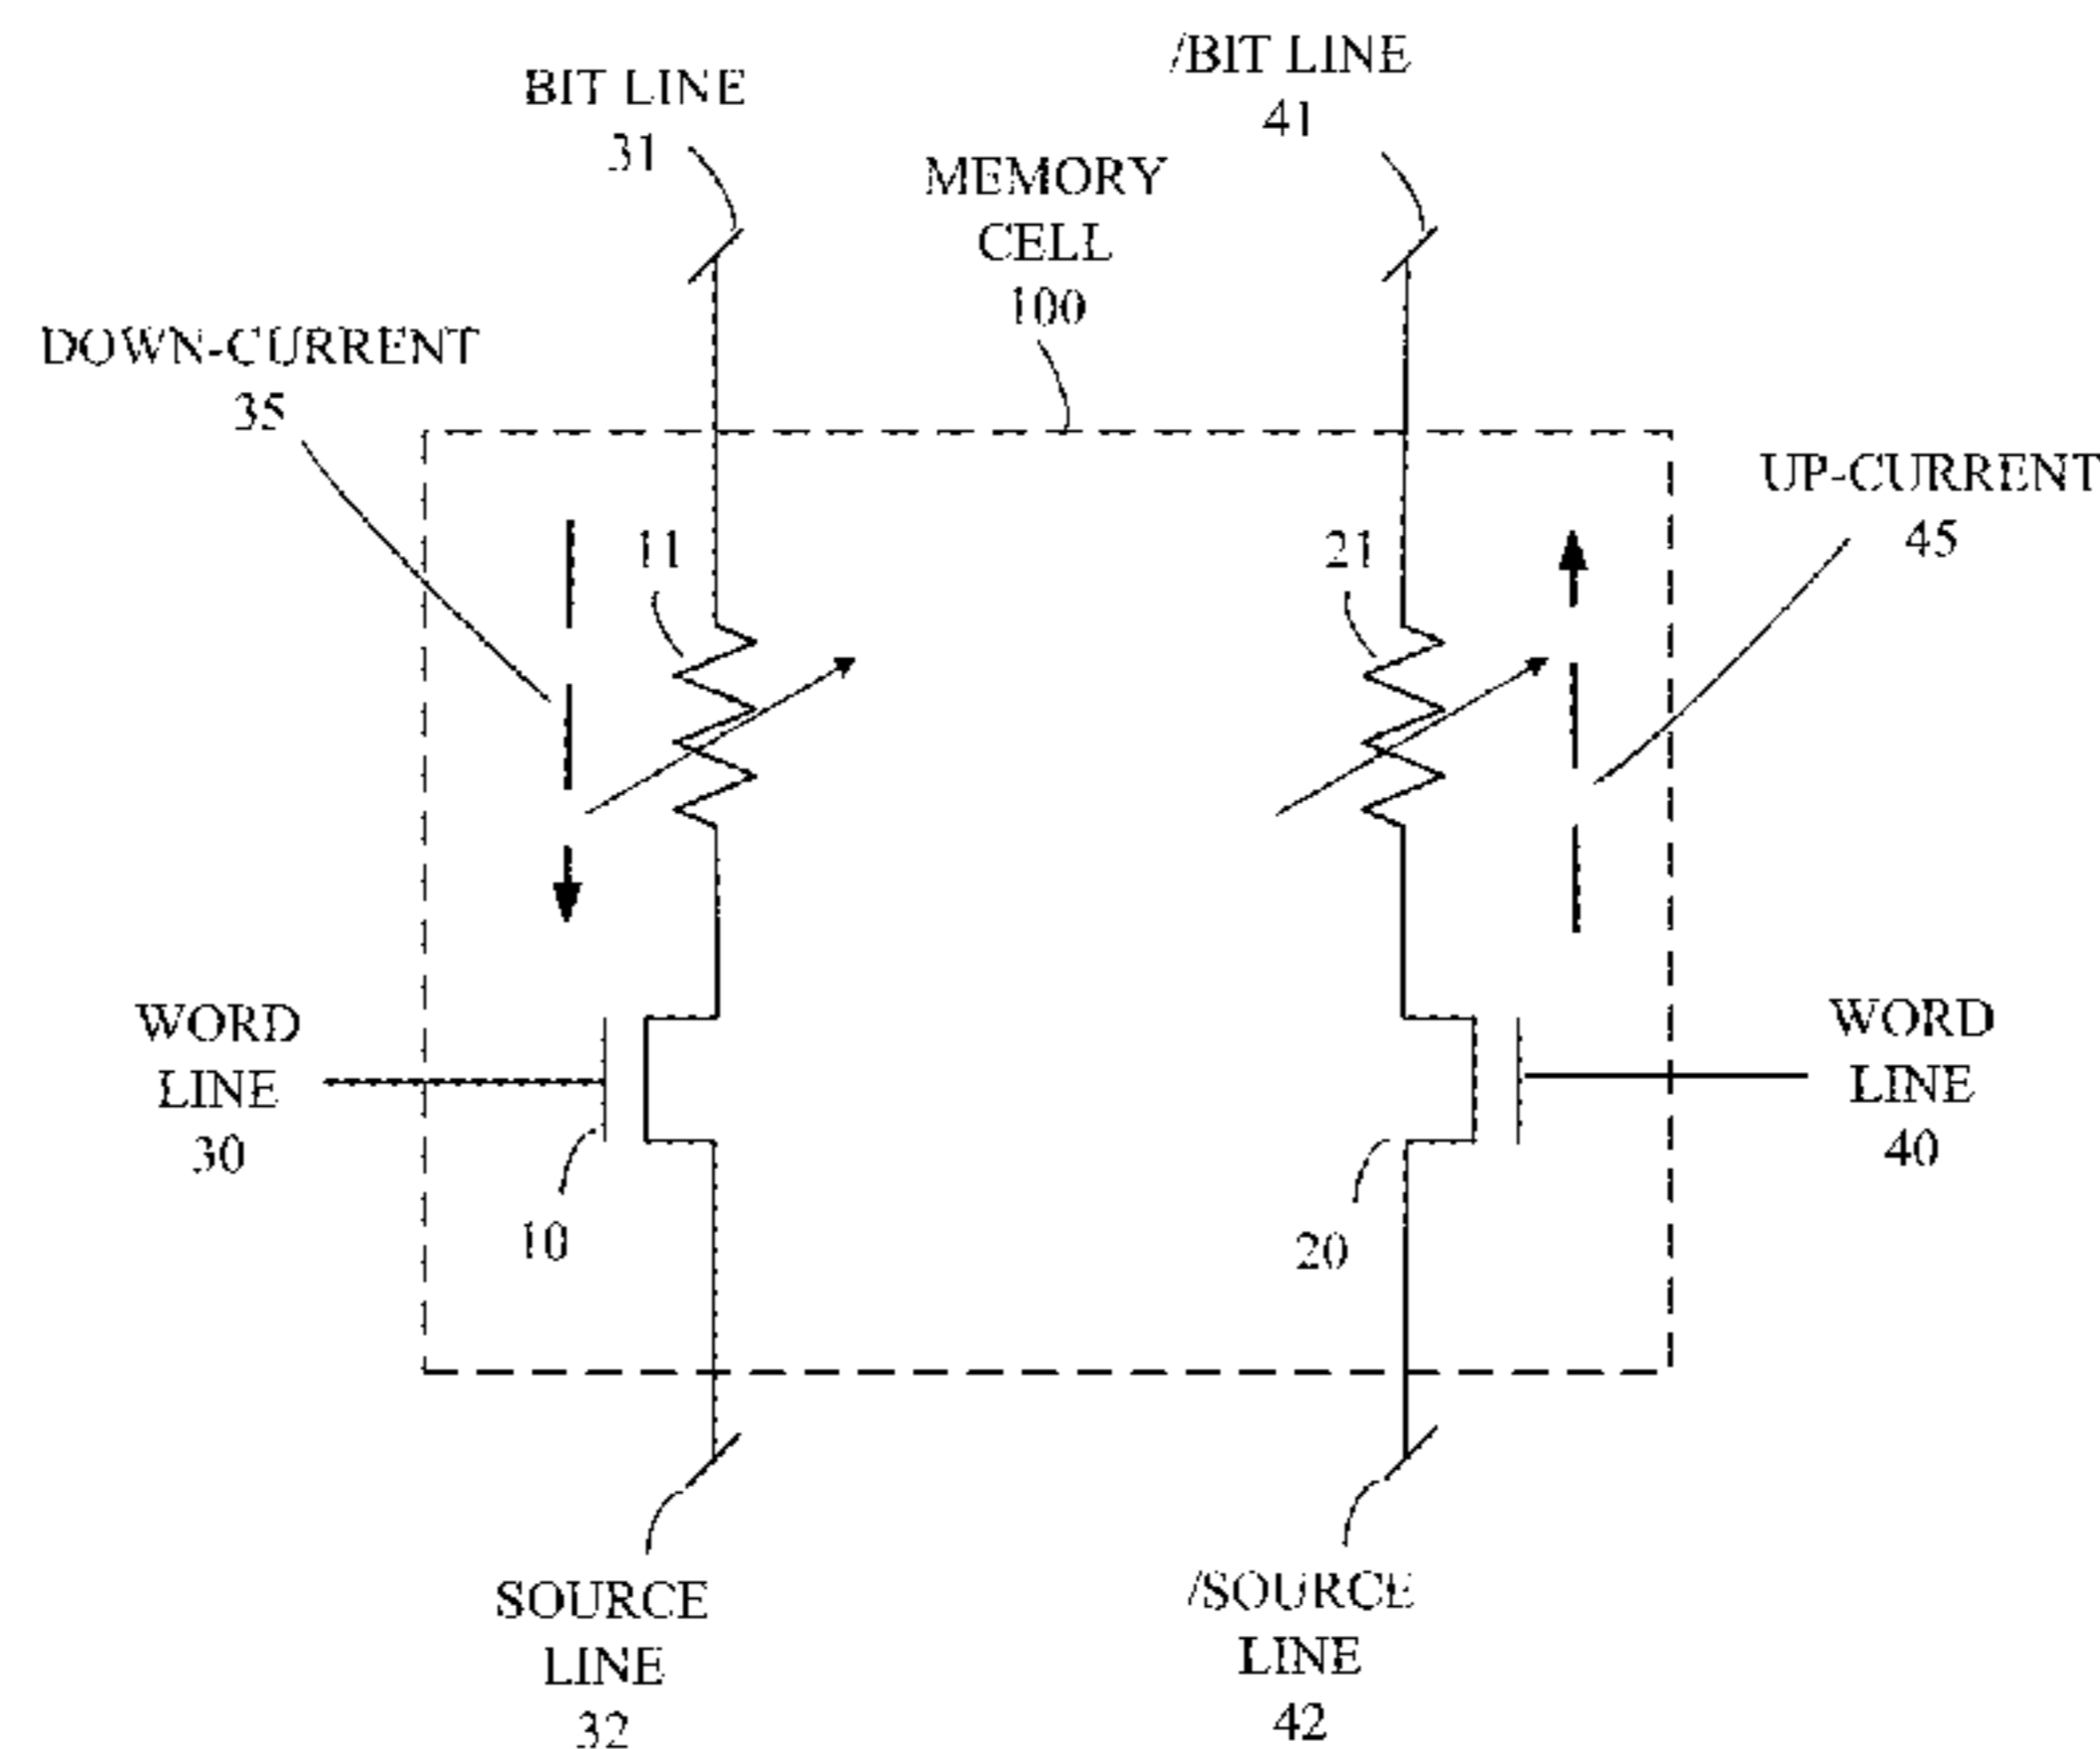 BIT LINE
31
/BIT LINE
41
MEMORY
CELL
100
DOWN-CURRENT
35
UP-CURRENT
45
11
21
WORD
LINE
30
WORD
LINE
40
10
20
SOURCE
LINE
32
/SOURCE
LINE
42